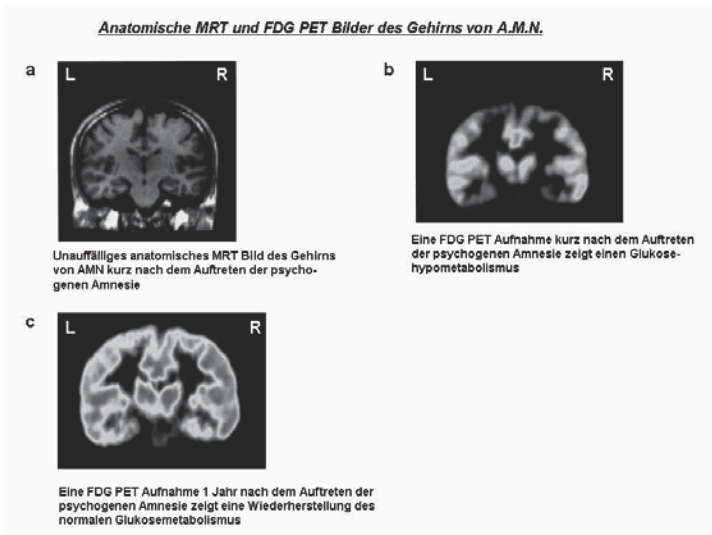 Anatomische MRT und FDG PET Bilder des Gehirns von A.M.N.
a
L R
Unauffälliges anatomisches MRT Bild des Gehirns
von AMN kurz nach dem Auftreten der psycho-
genen Amnesie
b
L R
Eine FDG PET Aufnahme kurz nach dem Auftreten
der psychogenen Amnesie zeigt einen Glukose-
hypometabolismus
c
L R
Eine FDG PET Aufnahme 1 Jahr nach dem Auftreten der
psychogenen Amnesie zeigt eine Wiederherstellung des
normalen Glukosemetabolismus